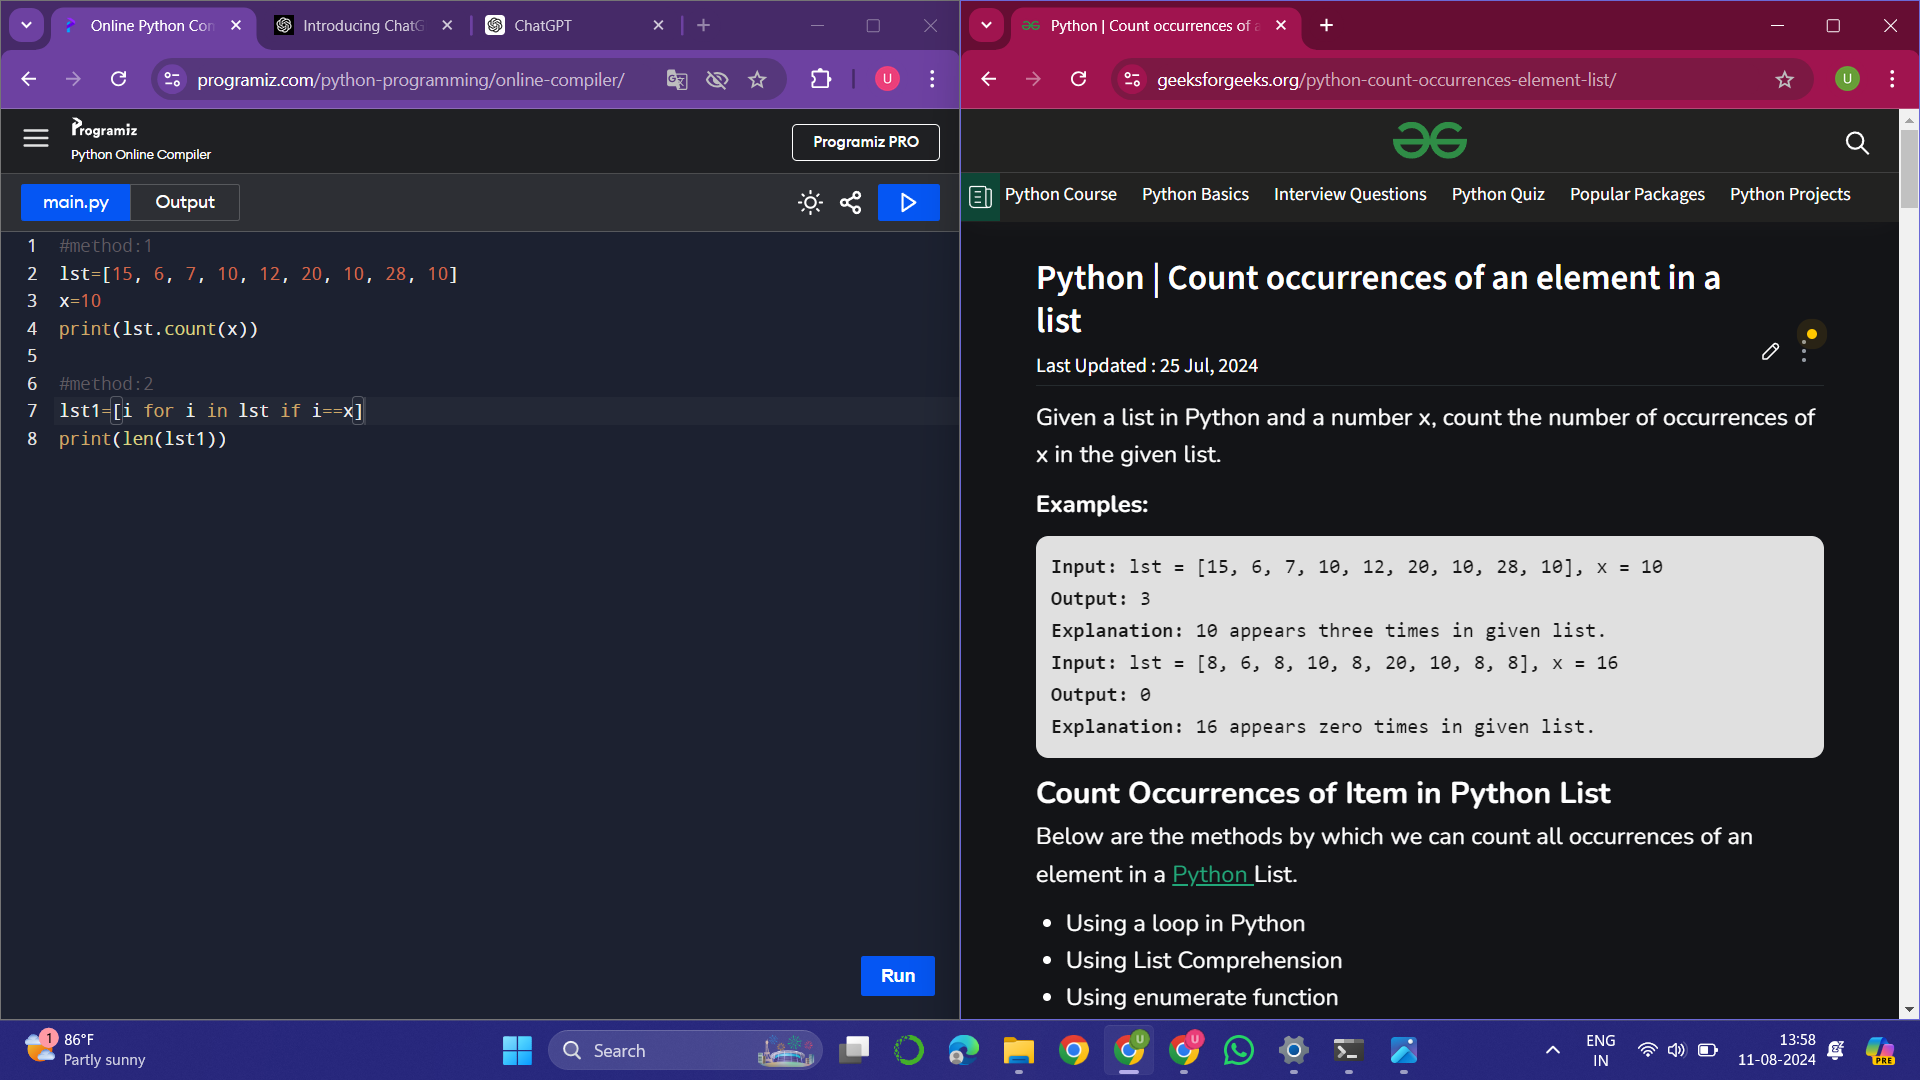 Online Python Con
Introducing ChatG
ChatGPT
programiz.com/python-programming/online-compiler/
U
Programiz
Python Online Compiler
Programiz PRO
main.py
Output
1 #method:1
2 lst=[15, 6, 7, 10, 12, 20, 10, 28, 10]
3 x=10
4 print(lst.count(x))
5
6 #method:2
7 lst1=[i for i in lst if i==x]
8 print(len(lst1))
Run
Python | Count occurrences of a
geeksforgeeks.org/python-count-occurrences-element-list/
U
Python Course Python Basics Interview Questions Python Quiz Popular Packages Python Projects
Python | Count occurrences of an element in a
list
Last Updated : 25 Jul, 2024
Given a list in Python and a number x, count the number of occurrences of
x in the given list.
Examples:
Input: lst = [15, 6, 7, 10, 12, 20, 10, 28, 10], x = 10
Output: 3
Explanation: 10 appears three times in given list.
Input: lst = [8, 6, 8, 10, 8, 20, 10, 8, 8], x = 16
Output: 0
Explanation: 16 appears zero times in given list.
Count Occurrences of Item in Python List
Below are the methods by which we can count all occurrences of an
element in a Python List.
• Using a loop in Python
• Using List Comprehension
• Using enumerate function
1
86°F
Partly sunny
Search
U
U
ENG
IN
13:58
11-08-2024
PRE